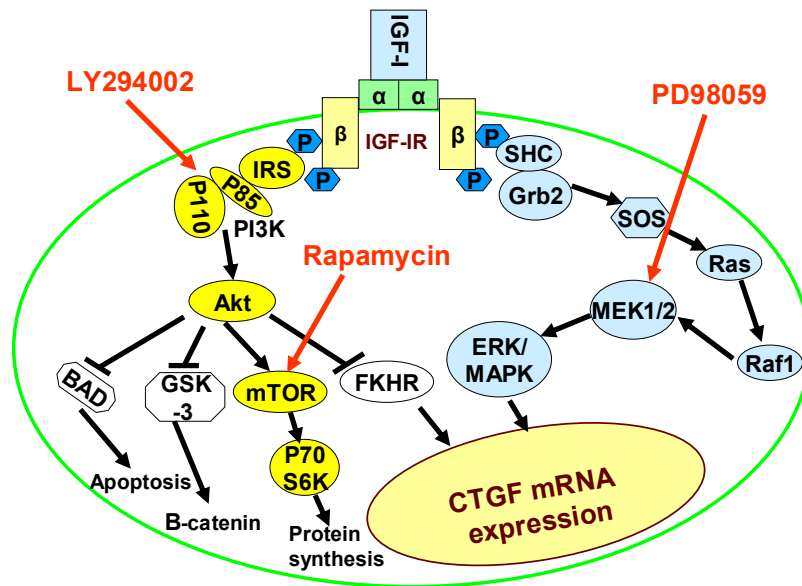 IGF-I
LY294002
PD98059
α α
β
β
IGF-IR
P
P
P
P
IRS
SHC
P85
P110
Grb2
PI3K
SOS
Rapamycin
Ras
Akt
MEK1/2
ERK/
MAPK
Raf1
BAD
GSK
-3
mTOR
FKHR
P70
S6K
Apoptosis
B-catenin
Protein
synthesis
CTGF mRNA
expression